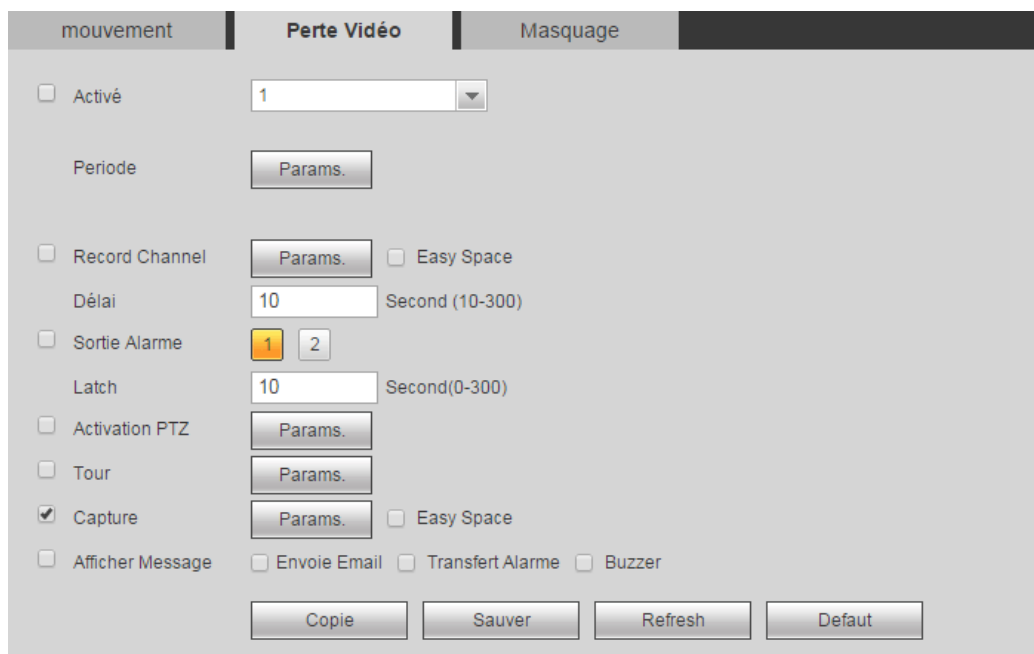 mouvement Perte Vidéo Masquage
Activé 1
Periode Params.
Record Channel Params. Easy Space
Délai 10 Second (10-300)
Sortie Alarme 1 2
Latch 10 Second(0-300)
Activation PTZ Params.
Tour Params.
Capture Params. Easy Space
Afficher Message Envoie Email Transfert Alarme Buzzer
Copie Sauver Refresh Defaut